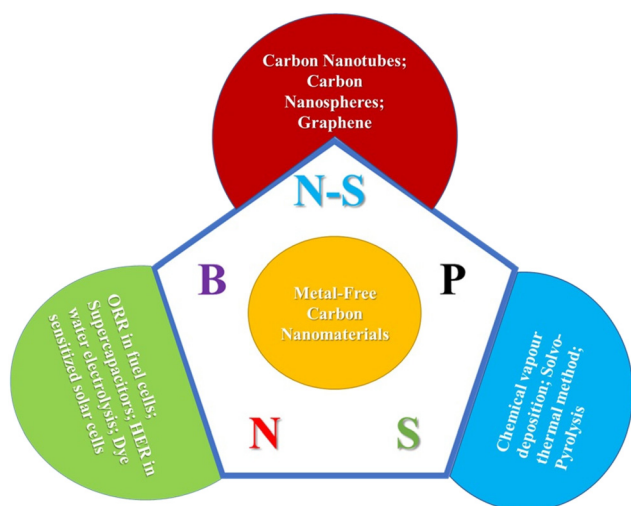 Carbon Nanotubes;
Carbon
Nanospheres;
Graphene
N-S
B
P
Metal-Free
Carbon
Nanomaterials
N
S
ORR in fuel cells;
Supercapacitors; HER in
water electrolysis; Dye
sensitized solar cells
Chemical vapour
deposition; Solvo-
thermal method;
Pyrolysis